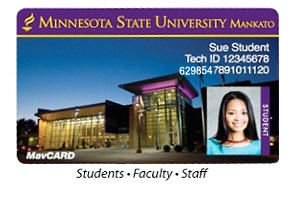 MINNESOTA STATE UNIVERSITY MANKATO
Sue Student
Tech ID 12345678
6298547891011120
STUDENT
MavCARD
Students • Faculty • Staff